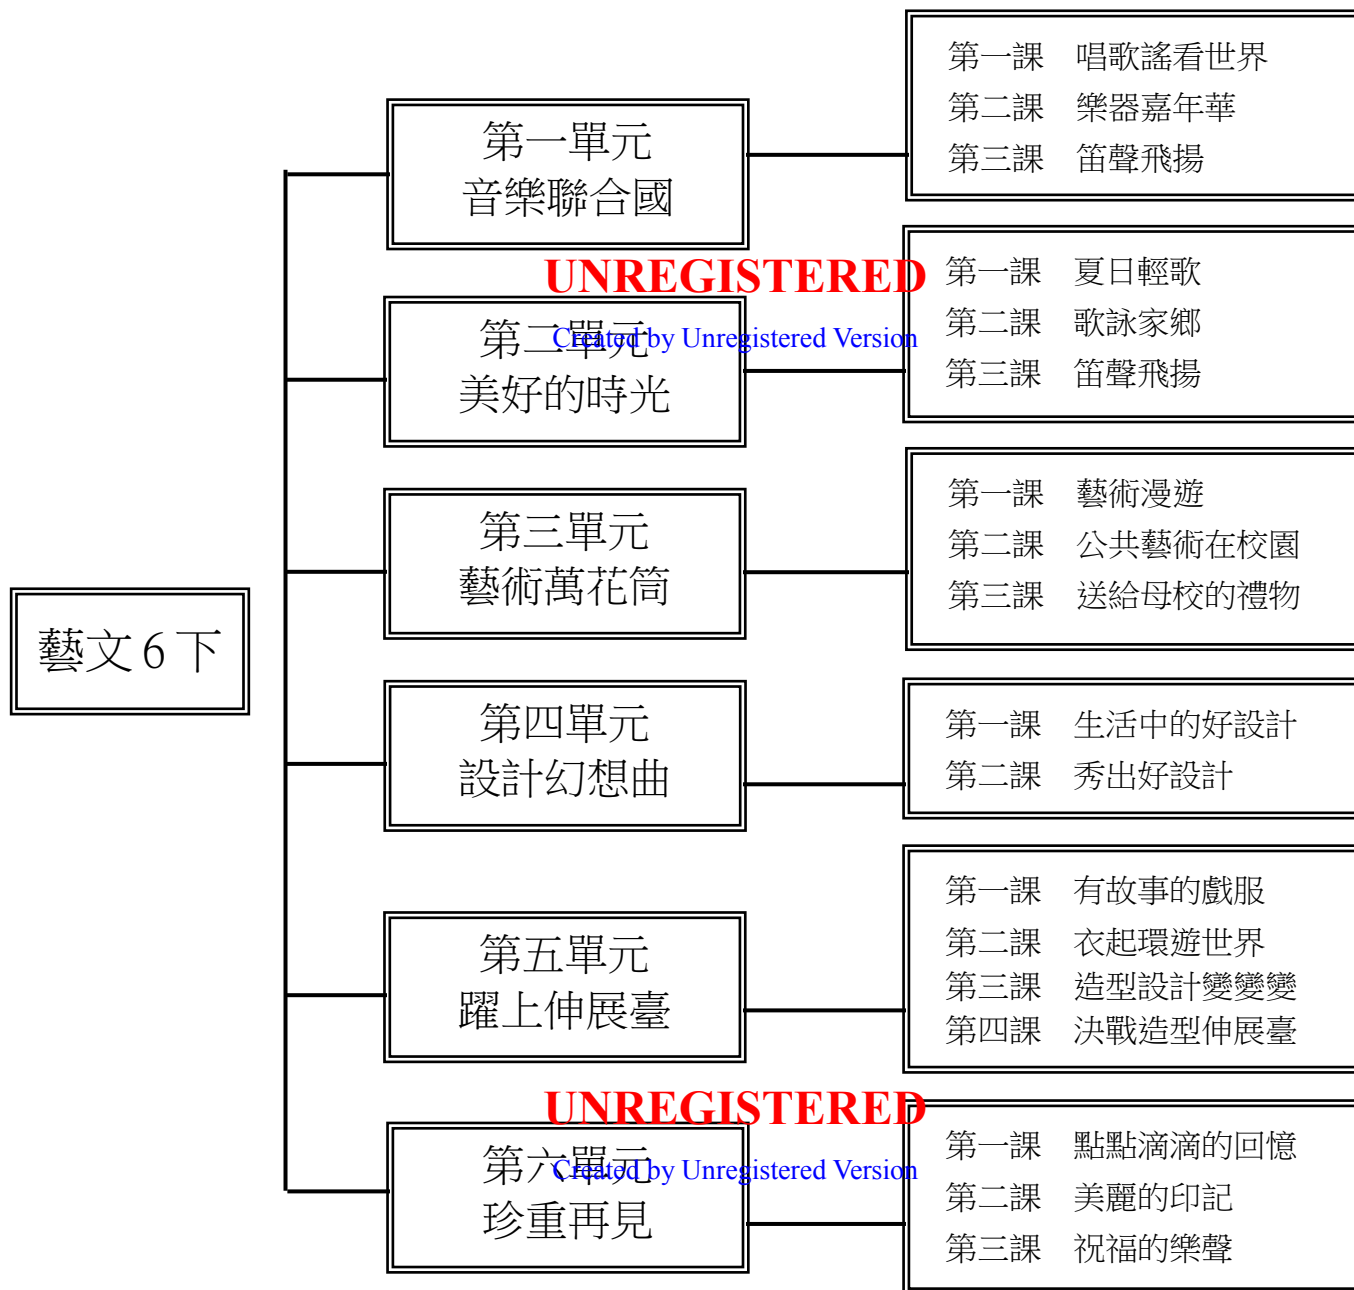 藝文6下
第一單元
音樂聯合國
第一課　唱歌謠看世界
第二課　樂器嘉年華
第三課　笛聲飛揚
UNREGISTERED
Created by Unregistered Version
第二單元
美好的時光
第一課　夏日輕歌
第二課　歌詠家鄉
第三課　笛聲飛揚
第三單元
藝術萬花筒
第一課　藝術漫遊
第二課　公共藝術在校園
第三課　送給母校的禮物
第四單元
設計幻想曲
第一課　生活中的好設計
第二課　秀出好設計
第五單元
躍上伸展臺
第一課　有故事的戲服
第二課　衣起環遊世界
第三課　造型設計變變變
第四課　決戰造型伸展臺
UNREGISTERED
Created by Unregistered Version
第六單元
珍重再見
第一課　點點滴滴的回憶
第二課　美麗的印記
第三課　祝福的樂聲